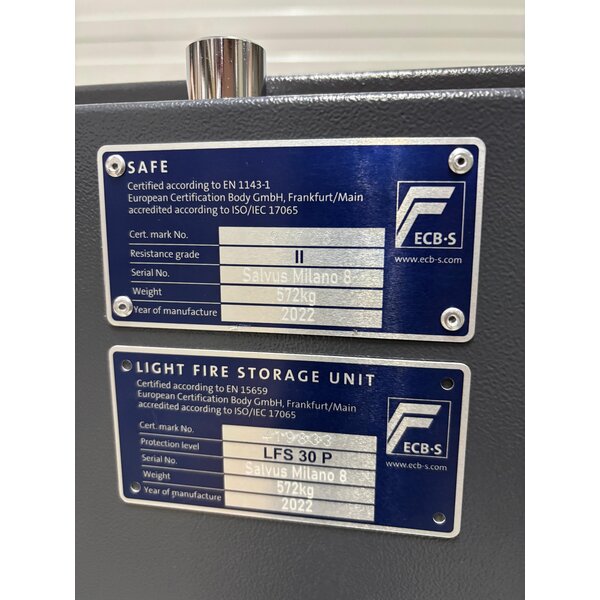 SAFE
Certified according to EN 1143-1
European Certification Body GmbH, Frankfurt/Main
accredited according to ISO/IEC 17065
Cert. mark No.
Resistance grade II
Serial No. Salvus Milano 8
Weight 572kg
Year of manufacture 2022
ECB·S
www.ecb-s.com
LIGHT FIRE STORAGE UNIT
Certified according to EN 15659
European Certification Body GmbH, Frankfurt/Main
accredited according to ISO/IEC 17065
Cert. mark No.
Protection level LFS 30 P
Serial No. Salvus Milano 8
Weight 572kg
Year of manufacture 2022
ECB·S
www.ecb-s.com